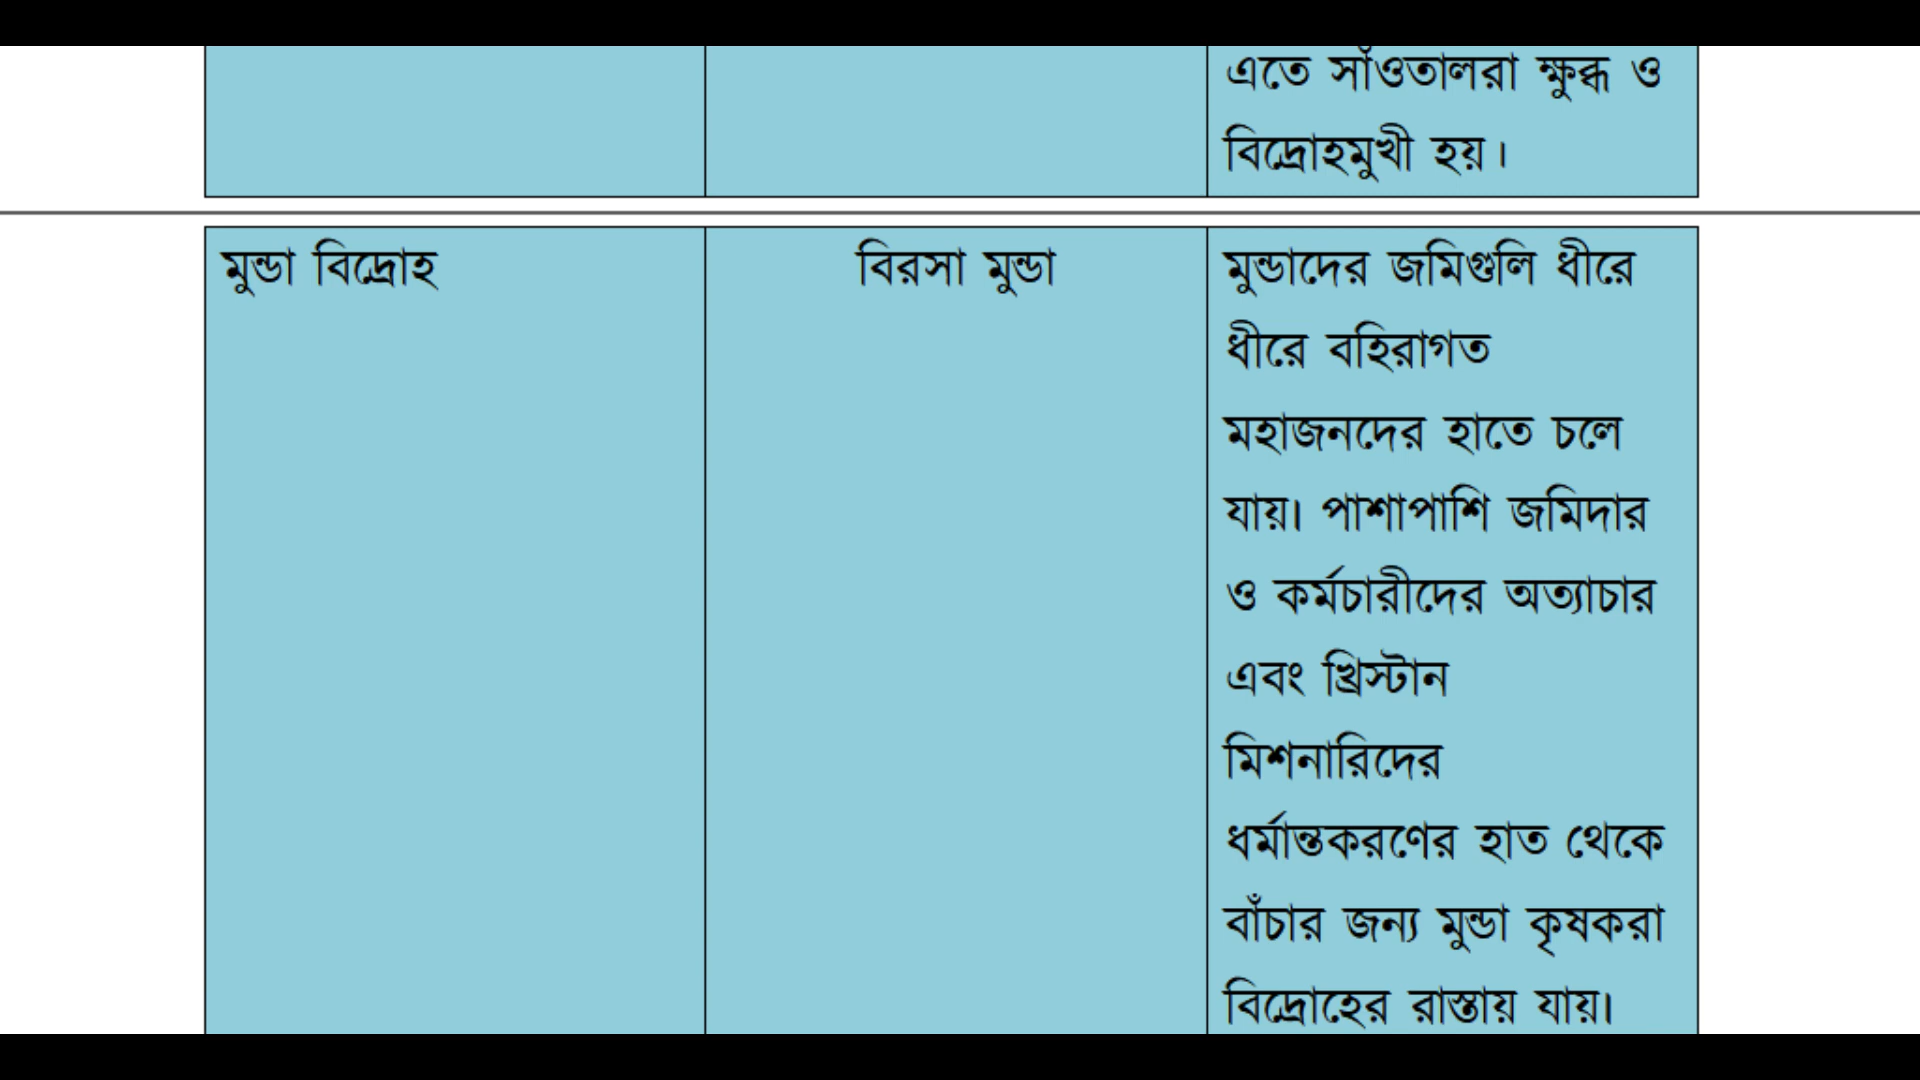 এতে সাঁওতালরা ক্ষুব্ধ ও
বিদ্রোহমুখী হয়।
মুন্ডা বিদ্রোহ
বিরসা মুন্ডা
মুন্ডাদের জমিগুলি ধীরে
ধীরে বহিরাগত
মহাজনদের হাতে চলে
যায়। পাশাপাশি জমিদার
ও কর্মচারীদের অত্যাচার
এবং খ্রিস্টান
মিশনারিদের
ধর্মান্তকরণের হাত থেকে
বাঁচার জন্য মুন্ডা কৃষকরা
বিদ্রোহের রাস্তায় যায়।